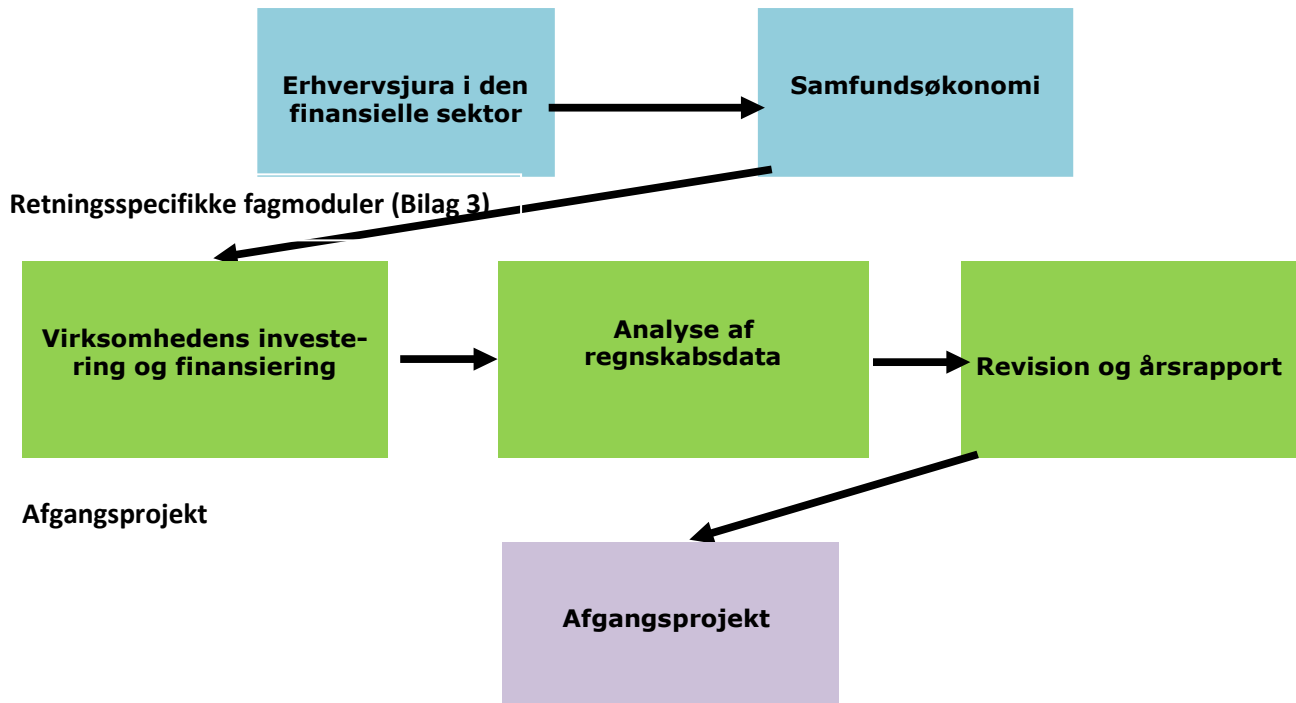 Erhvervsjura i den
finansielle sektor
Samfundsøkonomi
Retningsspecifikke fagmoduler (Bilag 3)
Virksomhedens investe-
ring og finansiering
Analyse af
regnskabsdata
Revision og årsrapport
Afgangsprojekt
Afgangsprojekt